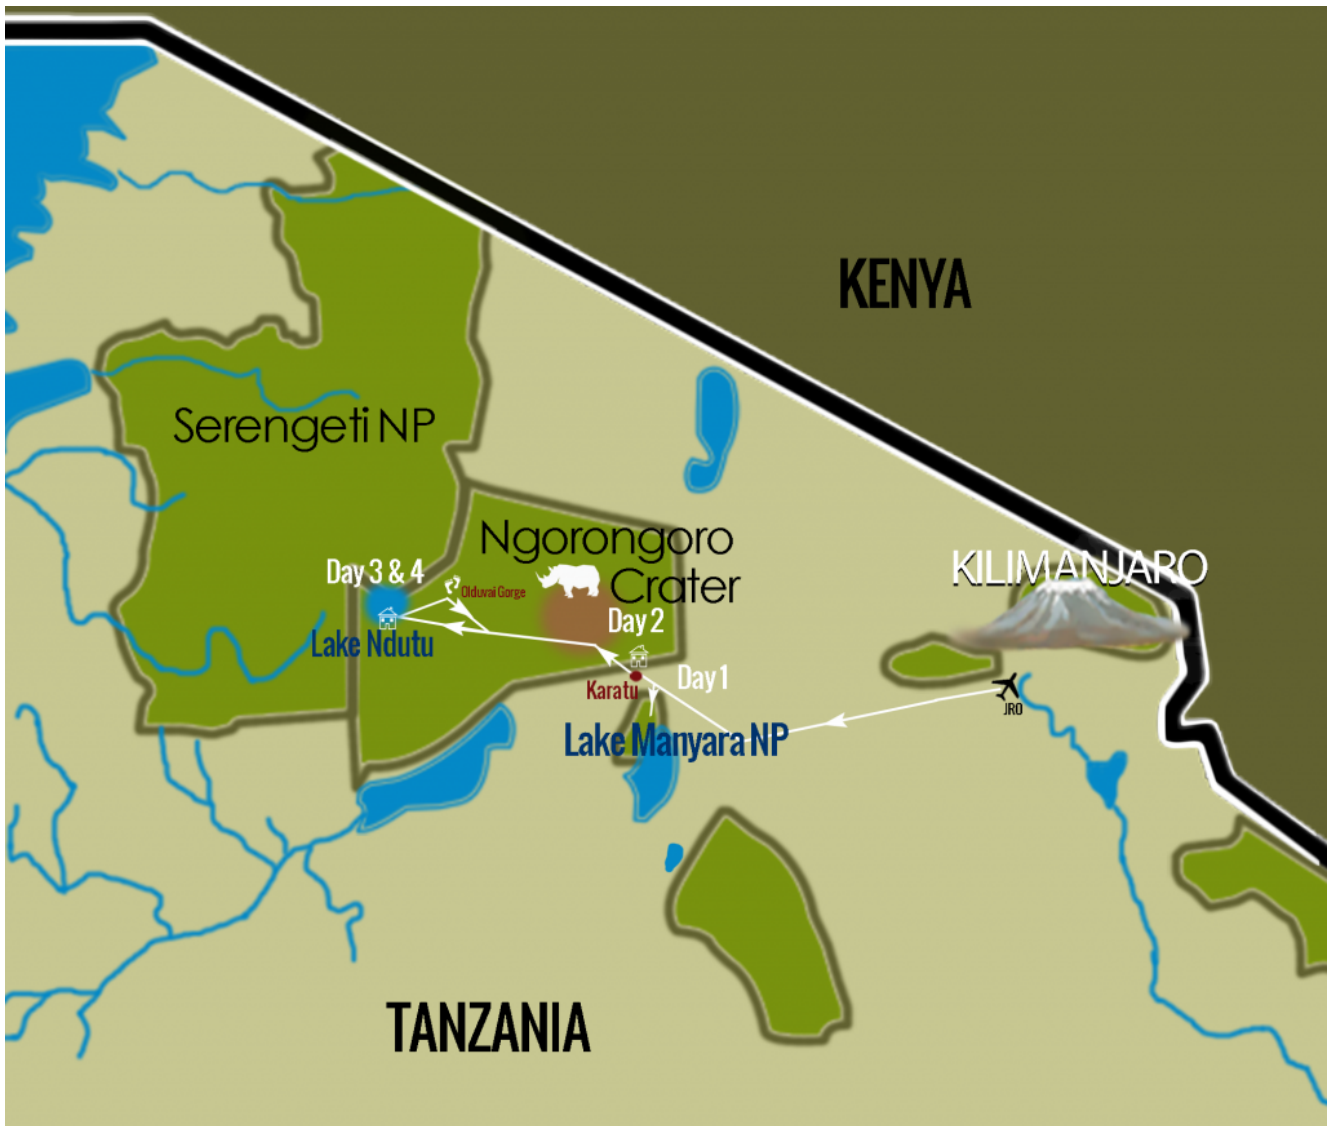 KENYA
Serengeti NP
Ngorongoro
Crater
KILIMANJARO
Day 3 & 4
Olduvai Gorge
Day 2
Lake Ndutu
Day 1
Karatu
JRO
Lake Manyara NP
TANZANIA